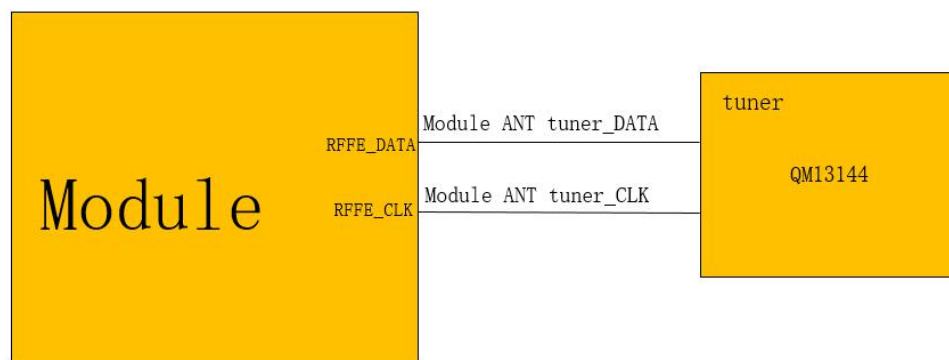 Module
RFFE_DATA
RFFE_CLK
Module ANT tuner_DATA
Module ANT tuner_CLK
tuner
QM13144